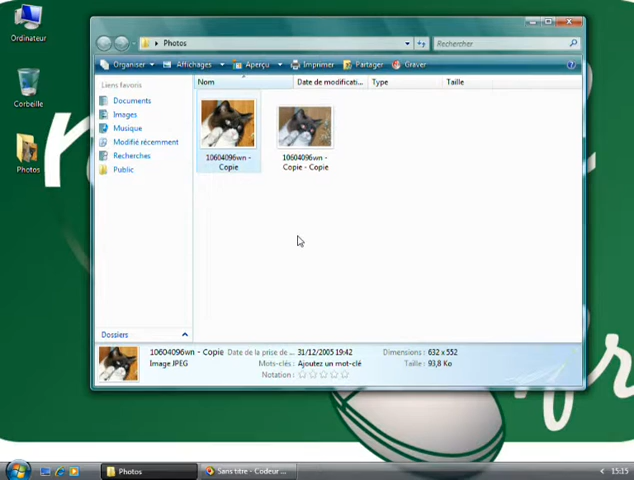 Ordinateur
Corbeille
Photos
Photos
Rechercher
Organiser
Affichages
Aperçu
Imprimer
Partager
Graver
Nom
Date de modificati...
Type
Taille
Liens favoris
Documents
Images
Musique
Modifié récemment
Recherches
Public
Dossiers
10604096wn -
Copie
10604096wn -
Copie - Copie
10604096wn - Copie
Image JPEG
Date de la prise de ... 31/12/2005 19:42
Mots-clés: Ajoutez un mot-clé
Notation :
Dimensions : 632 x 552
Taille : 93,8 Ko
Photos
Sans titre - Codeur ...
15:15